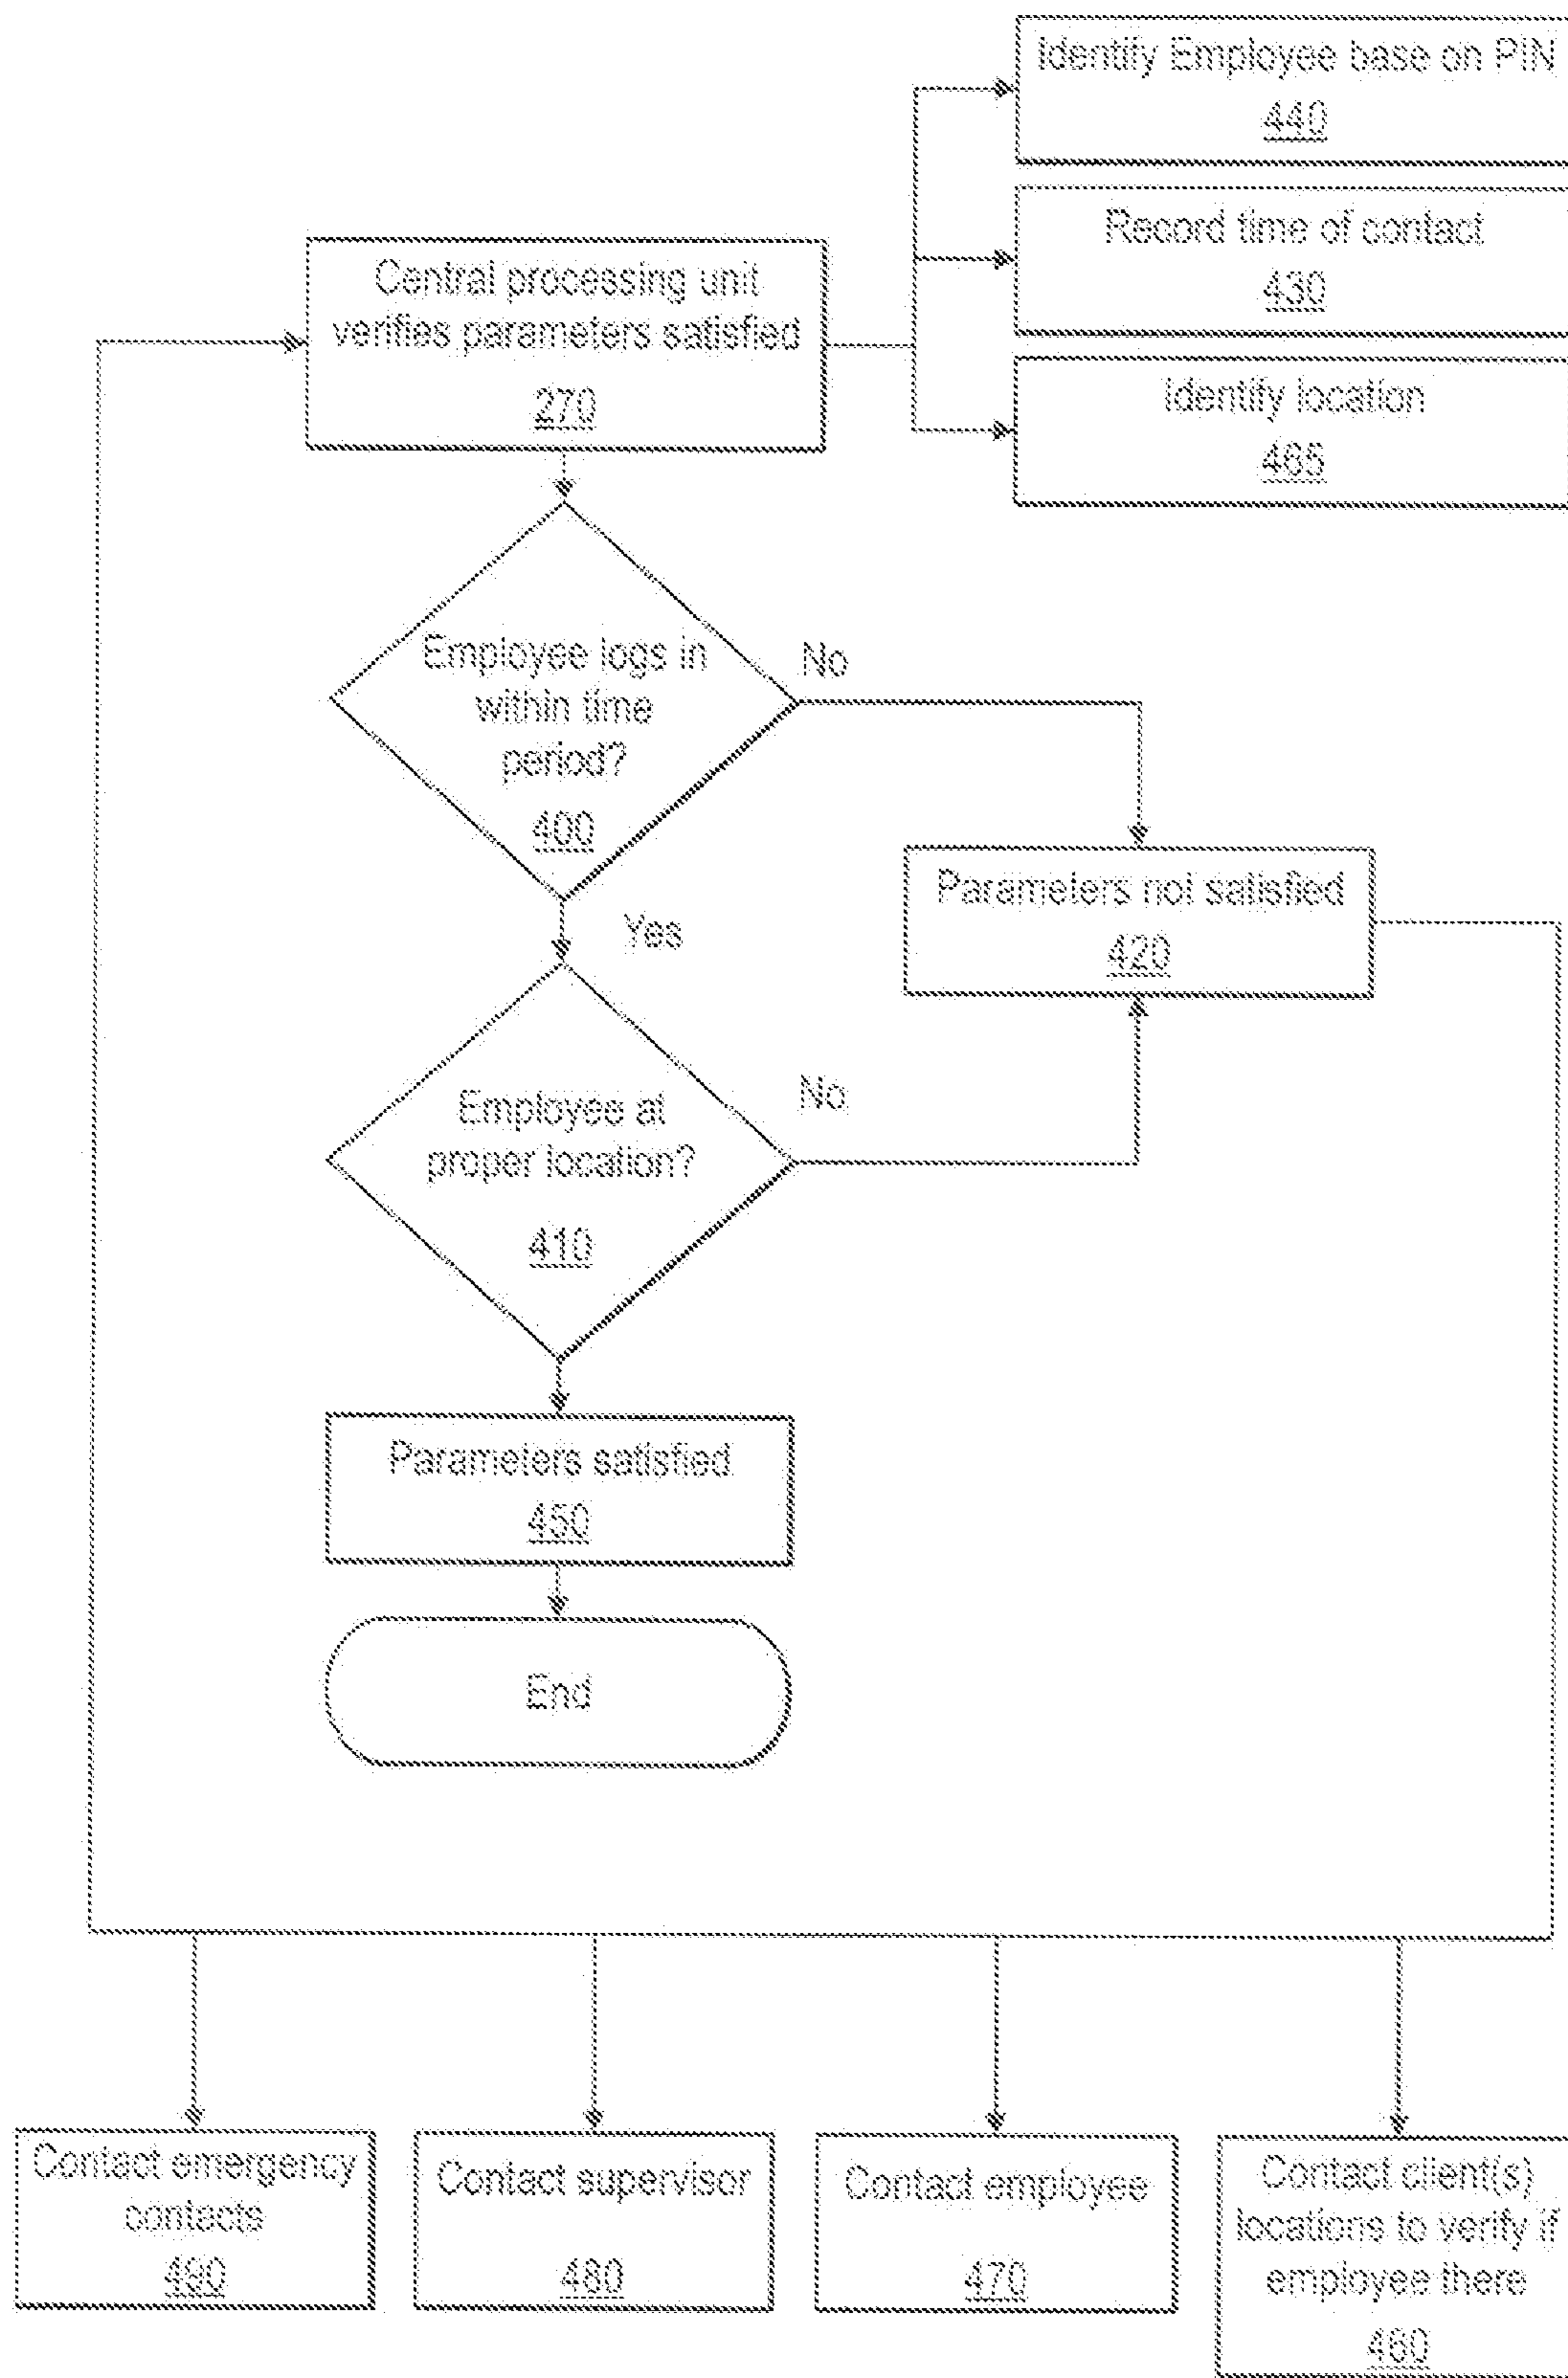 Identify Employee base on PIN
440
Record time of contact
430
Identify location
465
Central processing unit
verifies parameters satisfied
270
Employee logs in
within time
period?
400
No
Yes
Parameters not satisfied
420
Employee at
proper location?
410
No
Parameters satisfied
450
End
Contact emergency
contacts
490
Contact supervisor
480
Contact employee
470
Contact client(s)
locations to verify if
employee there
460